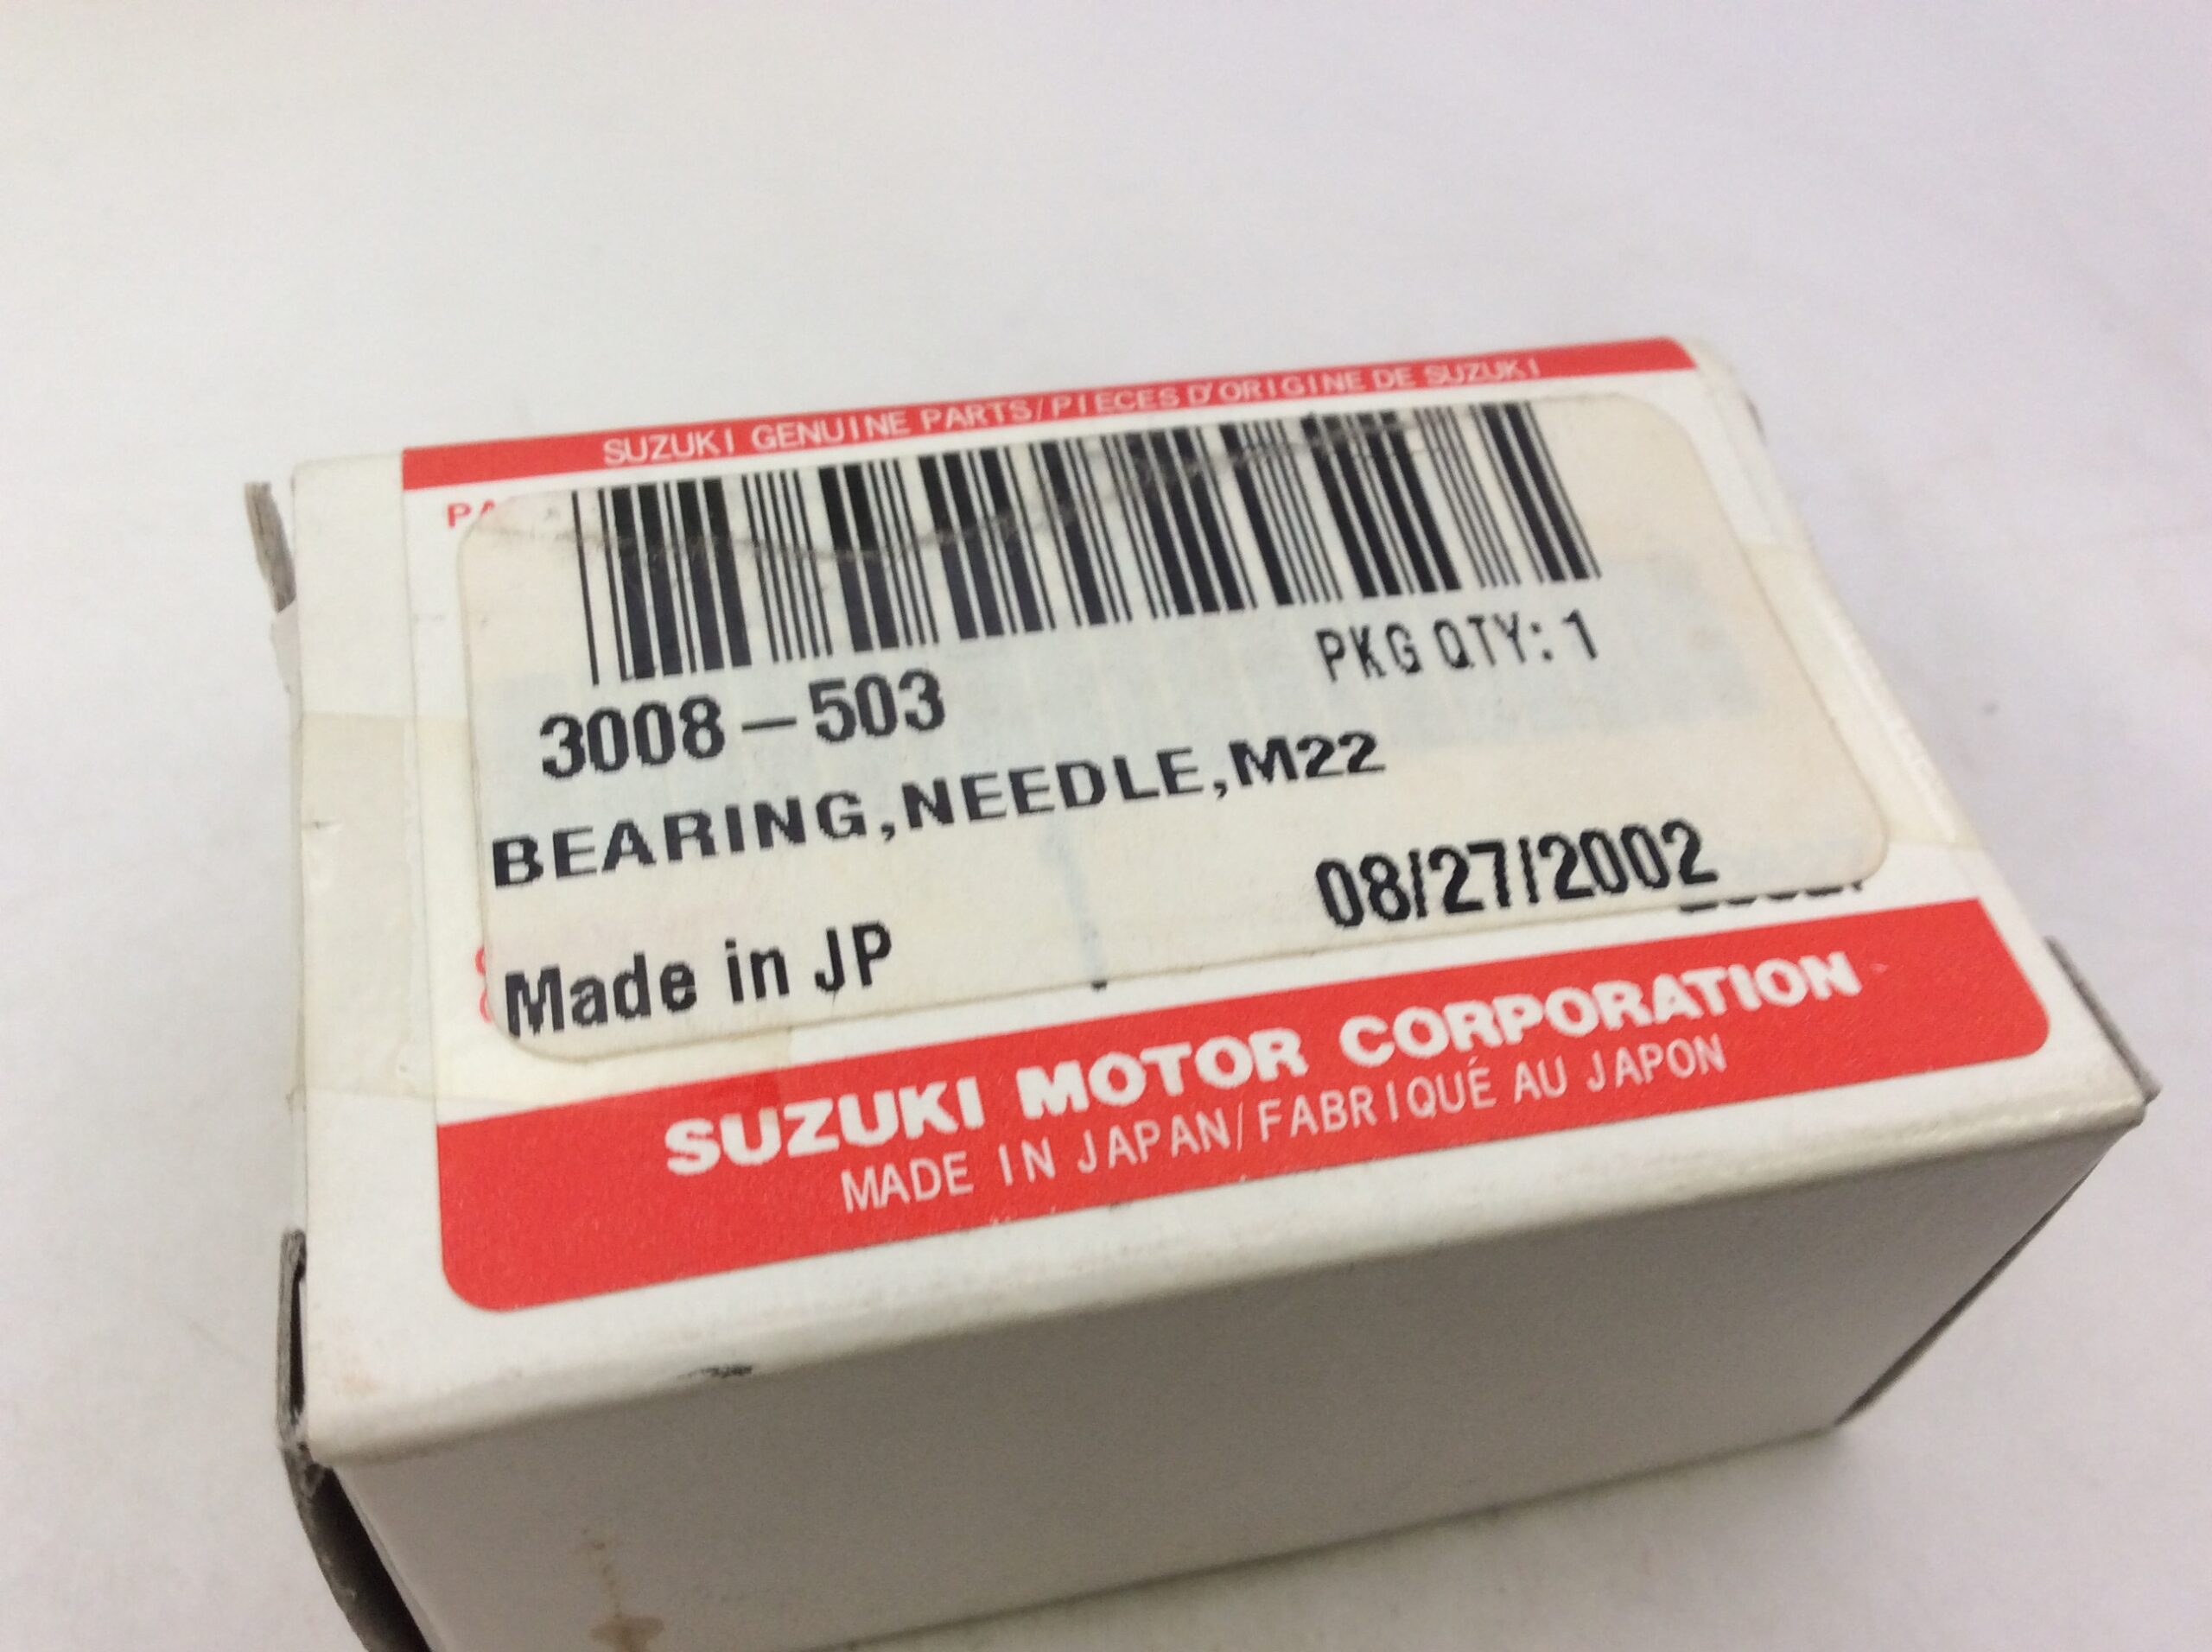 SUZUKI GENUINE PARTS/PIECES D'ORIGINE DE SUZUKI
PKG QTY: 1
3008-503
BEARING,NEEDLE,M22
08/27/2002
Made in JP
SUZUKI MOTOR CORPORATION
MADE IN JAPAN/FABRIQUÉ AU JAPON